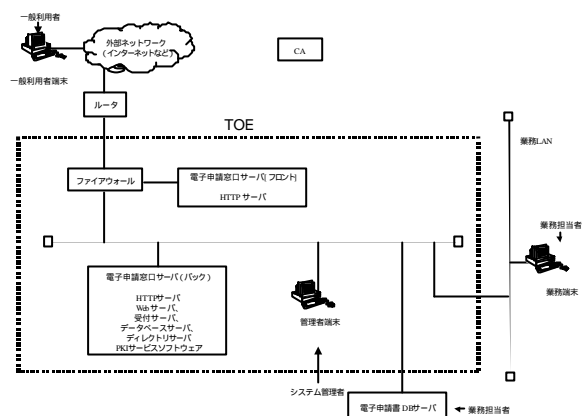 一般利用者
外部ネットワーク
(インターネットなど)
CA
一般利用者端末
ルータ
TOE
業務LAN
ファイアウォール
電子申請窓口サーバ(フロント)
HTTP サーバ
業務担当者
業務端末
電子申請窓口サーバ(バック)
HTTPサーバ
Webサーバ、
受付サーバ、
データベースサーバ、
ディレクトリサーバ
PKIサービスソフトウェア
管理者端末
システム管理者
電子申請書DBサーバ
業務担当者